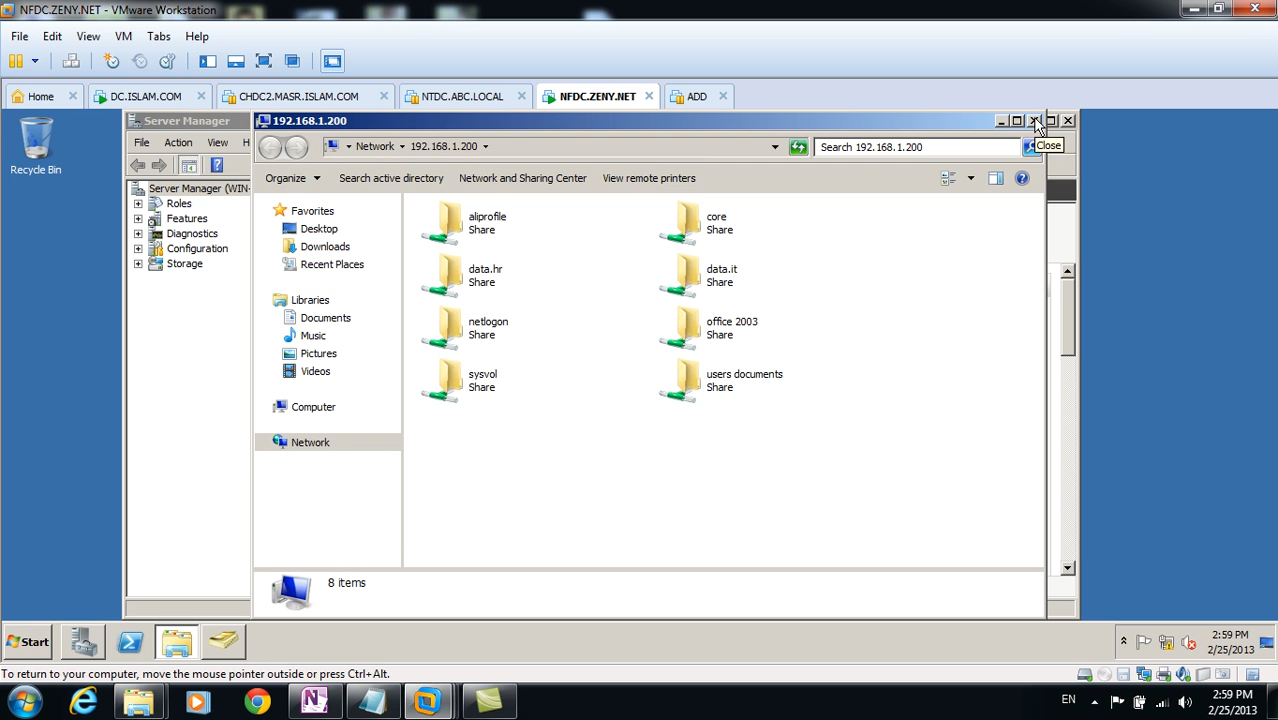 NFDC.ZENY.NET - VMware Workstation
File Edit View VM Tabs Help
Home DC.ISLAM.COM CHDC2.MASR.ISLAM.COM NTDC.ABC.LOCAL NFDC.ZENY.NET ADD
Recycle Bin
Server Manager
File Action View H
Server Manager (WIN-
Roles
Features
Diagnostics
Configuration
Storage
192.168.1.200
Close
Network 192.168.1.200
Search 192.168.1.200
Organize Search active directory Network and Sharing Center View remote printers
Favorites
Desktop
Downloads
Recent Places
Libraries
Documents
Music
Pictures
Videos
Computer
Network
aliprofile
Share
core
Share
data.hr
Share
data.it
Share
netlogon
Share
office 2003
Share
sysvol
Share
users documents
Share
8 items
Start
2:59 PM
2/25/2013
To return to your computer, move the mouse pointer outside or press Ctrl+Alt.
EN
2:59 PM
2/25/2013